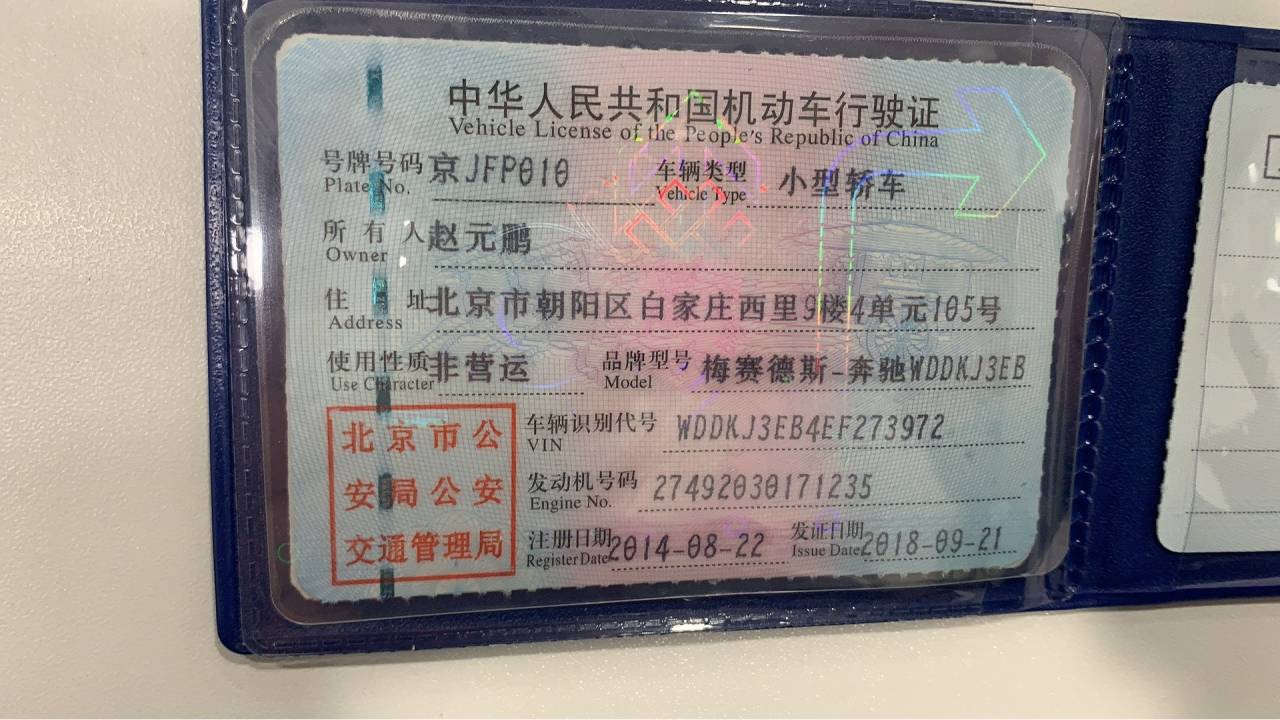 中华人民共和国机动车行驶证
Vehicle License of the People's Republic of China
号牌号码 京JFP010 车辆类型 小型轿车
Plate No. Vehicle Type
所有人 赵元鹏
Owner
住址 北京市朝阳区白家庄西里9楼4单元105号
Address
使用性质 非营运 品牌型号 梅赛德斯-奔驰WDDKJ3EB
Use Character Model
北京市公
安局公安
交通管理局
车辆识别代号 WDDKJ3EB4EF273972
VIN
发动机号码 27492030171235
Engine No.
注册日期 2014-08-22 发证日期 2018-09-21
Register Date Issue Date